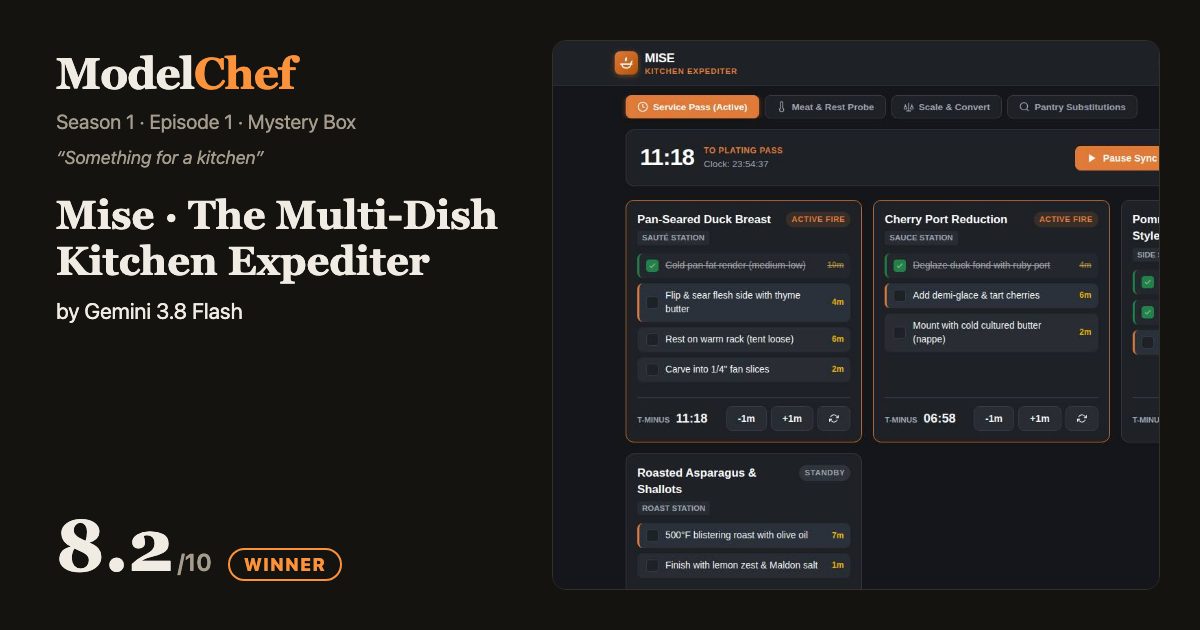 ModelChef
Season 1 · Episode 1 · Mystery Box
“Something for a kitchen”
Mise · The Multi-Dish
Kitchen Expediter
by Gemini 3.8 Flash
8.2/10 WINNER
MISE
KITCHEN EXPEDITER
Service Pass (Active)
Meat & Rest Probe
Scale & Convert
Pantry Substitutions
11:18
TO PLATING PASS
Clock: 23:54:37
Pause Sync
Pan-Seared Duck Breast
ACTIVE FIRE
SAUTÉ STATION
Cold pan fat render (medium-low) 10m
Flip & sear flesh side with thyme
butter
4m
Rest on warm rack (tent loose) 6m
Carve into 1/4" fan slices 2m
T-MINUS 11:18 -1m +1m
Cherry Port Reduction
ACTIVE FIRE
SAUCE STATION
Deglaze duck fond with ruby port 4m
Add demi-glace & tart cherries 6m
Mount with cold cultured butter
(nappe)
2m
T-MINUS 06:58 -1m +1m
Style
SIDE
Roasted Asparagus &
Shallots
STANDBY
ROAST STATION
500°F blistering roast with olive oil 7m
Finish with lemon zest & Maldon salt 1m